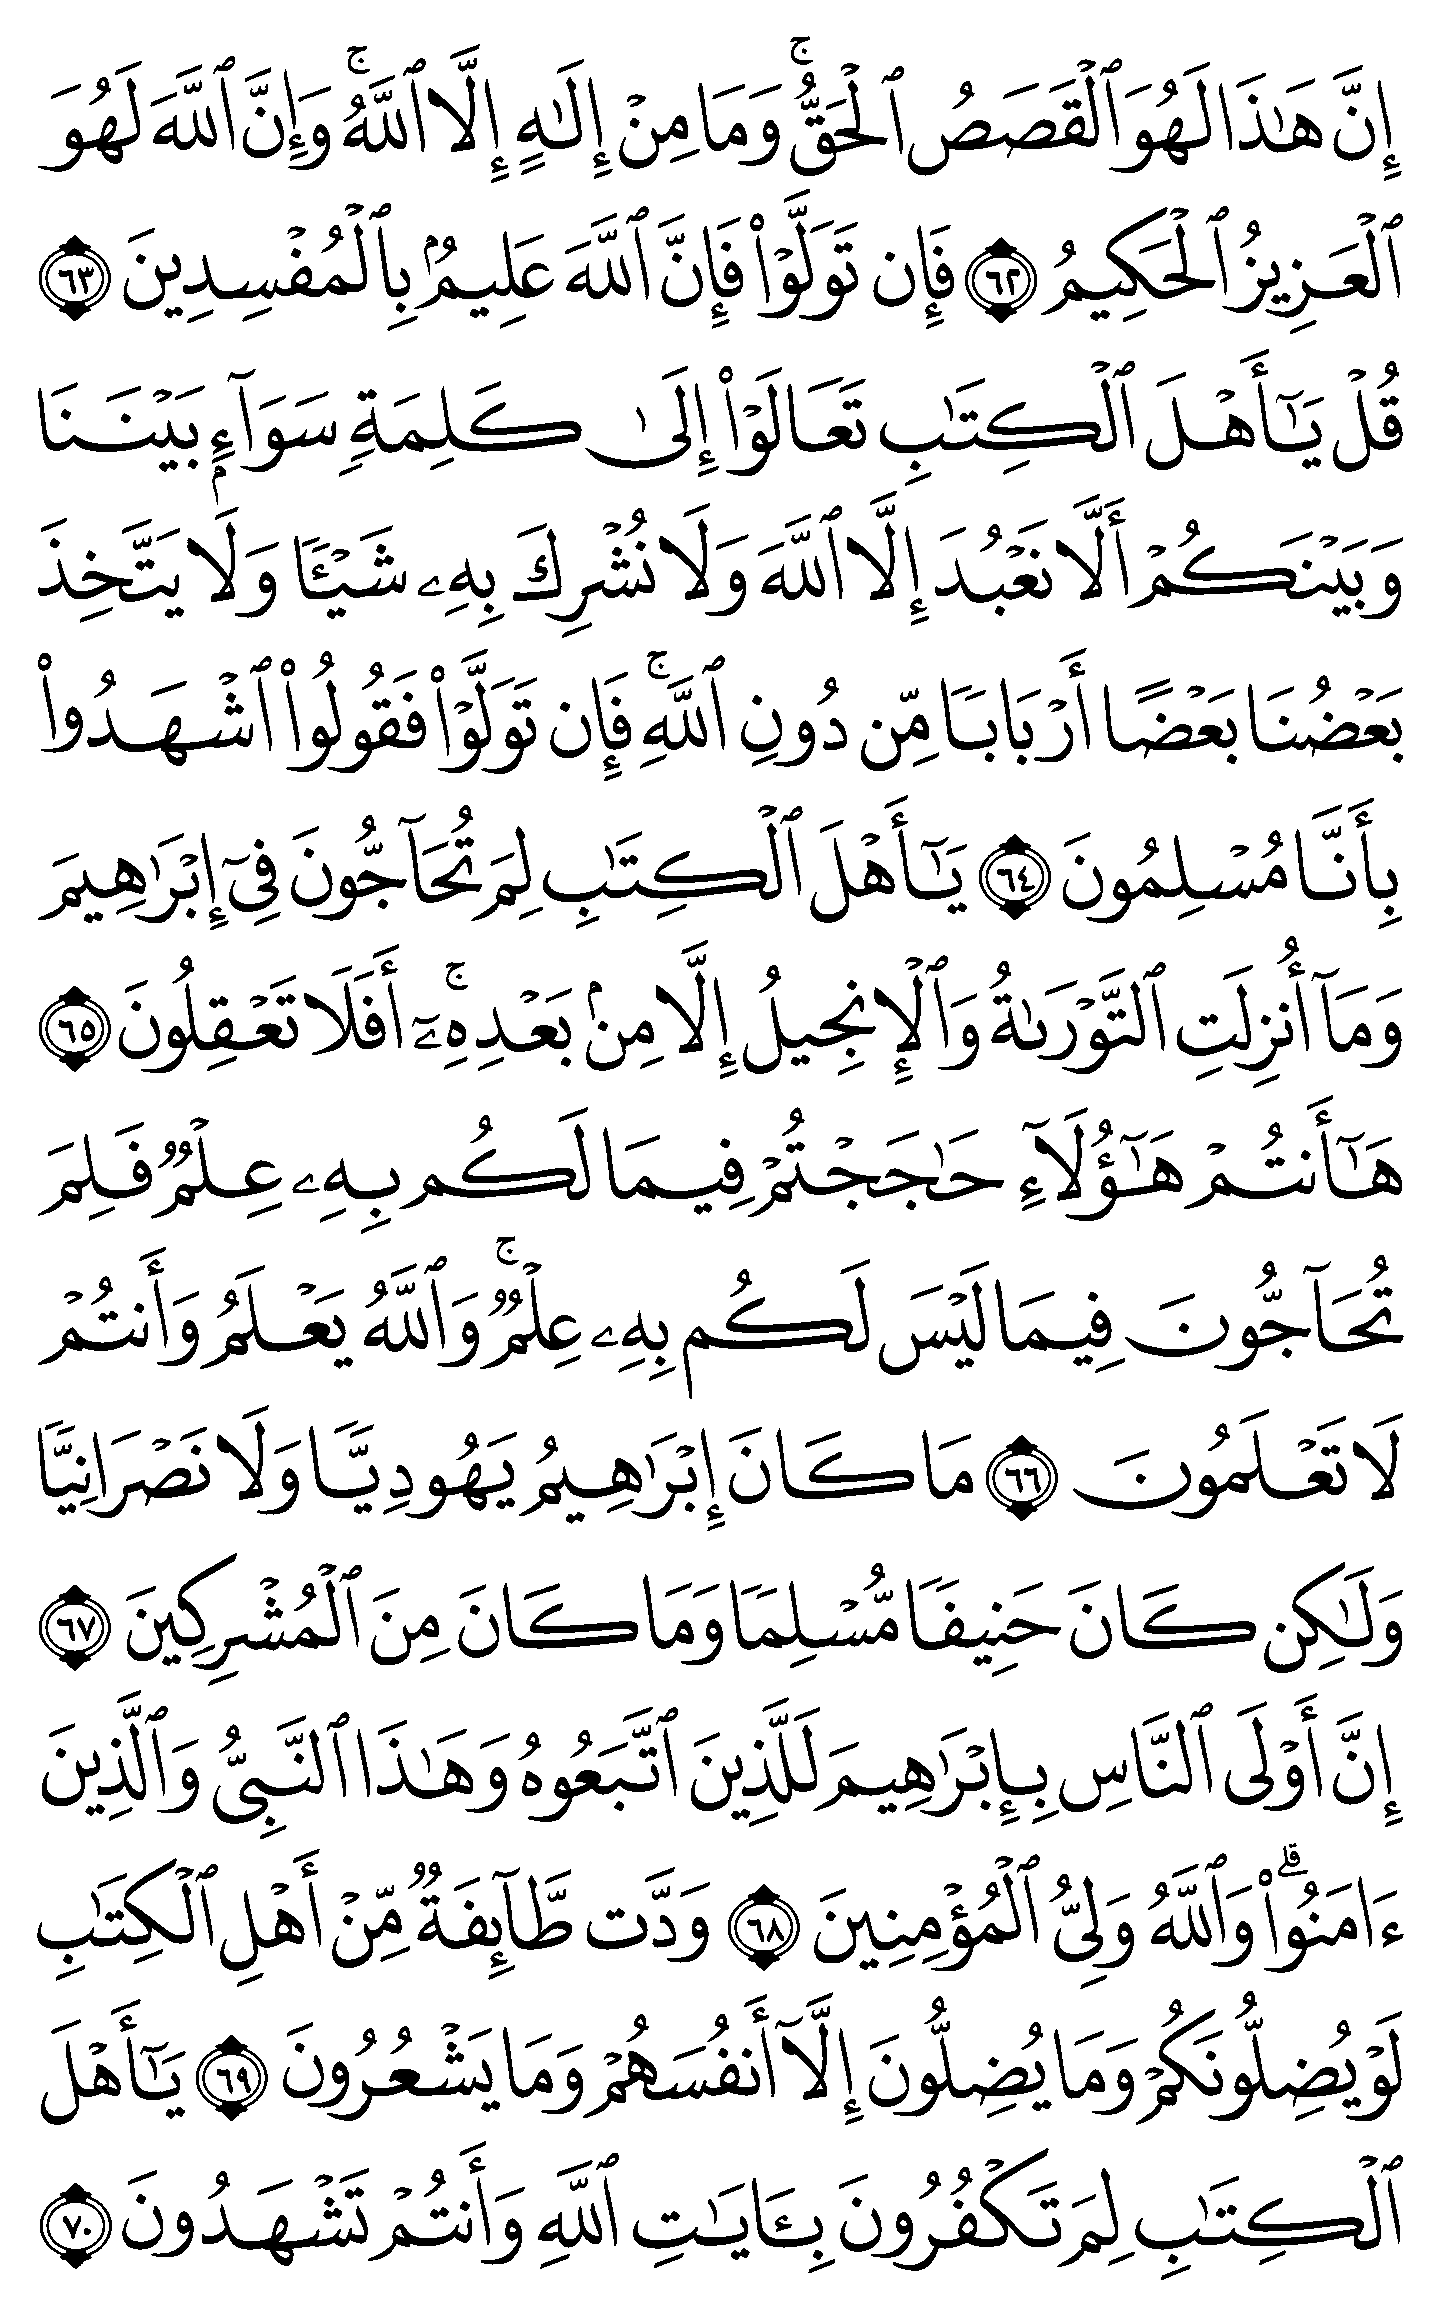 إِنَّ هَٰذَا لَهُوَ ٱلْقَصَصُ ٱلْحَقُّ ۚ وَمَا مِنْ إِلَٰهٍ إِلَّا ٱللَّهُ ۚ وَإِنَّ ٱللَّهَ لَهُوَ
ٱلْعَزِيزُ ٱلْحَكِيمُ ٦٢ فَإِن تَوَلَّوْا۟ فَإِنَّ ٱللَّهَ عَلِيمٌۢ بِٱلْمُفْسِدِينَ ٦٣
قُلْ يَٰٓأَهْلَ ٱلْكِتَٰبِ تَعَالَوْا۟ إِلَىٰ كَلِمَةٍ سَوَآءٍۭ بَيْنَنَا
وَبَيْنَكُمْ أَلَّا نَعْبُدَ إِلَّا ٱللَّهَ وَلَا نُشْرِكَ بِهِۦ شَيْـًٔا وَلَا يَتَّخِذَ
بَعْضُنَا بَعْضًا أَرْبَابًا مِّن دُونِ ٱللَّهِ ۚ فَإِن تَوَلَّوْا۟ فَقُولُوا۟ ٱشْهَدُوا۟
بِأَنَّا مُسْلِمُونَ ٦٤ يَٰٓأَهْلَ ٱلْكِتَٰبِ لِمَ تُحَآجُّونَ فِىٓ إِبْرَٰهِيمَ
وَمَآ أُنزِلَتِ ٱلتَّوْرَىٰةُ وَٱلْإِنجِيلُ إِلَّا مِنۢ بَعْدِهِۦٓ ۚ أَفَلَا تَعْقِلُونَ ٦٥
هَٰٓأَنتُمْ هَٰٓؤُلَآءِ حَٰجَجْتُمْ فِيمَا لَكُم بِهِۦ عِلْمٌ فَلِمَ
تُحَآجُّونَ فِيمَا لَيْسَ لَكُم بِهِۦ عِلْمٌ ۚ وَٱللَّهُ يَعْلَمُ وَأَنتُمْ
لَا تَعْلَمُونَ ٦٦ مَا كَانَ إِبْرَٰهِيمُ يَهُودِيًّا وَلَا نَصْرَانِيًّا
وَلَٰكِن كَانَ حَنِيفًا مُّسْلِمًا وَمَا كَانَ مِنَ ٱلْمُشْرِكِينَ ٦٧
إِنَّ أَوْلَى ٱلنَّاسِ بِإِبْرَٰهِيمَ لَلَّذِينَ ٱتَّبَعُوهُ وَهَٰذَا ٱلنَّبِىُّ وَٱلَّذِينَ
ءَامَنُوا۟ ۗ وَٱللَّهُ وَلِىُّ ٱلْمُؤْمِنِينَ ٦٨ وَدَّت طَّآئِفَةٌ مِّنْ أَهْلِ ٱلْكِتَٰبِ
لَوْ يُضِلُّونَكُمْ وَمَا يُضِلُّونَ إِلَّآ أَنفُسَهُمْ وَمَا يَشْعُرُونَ ٦٩ يَٰٓأَهْلَ
ٱلْكِتَٰبِ لِمَ تَكْفُرُونَ بِـَٔايَٰتِ ٱللَّهِ وَأَنتُمْ تَشْهَدُونَ ٧٠